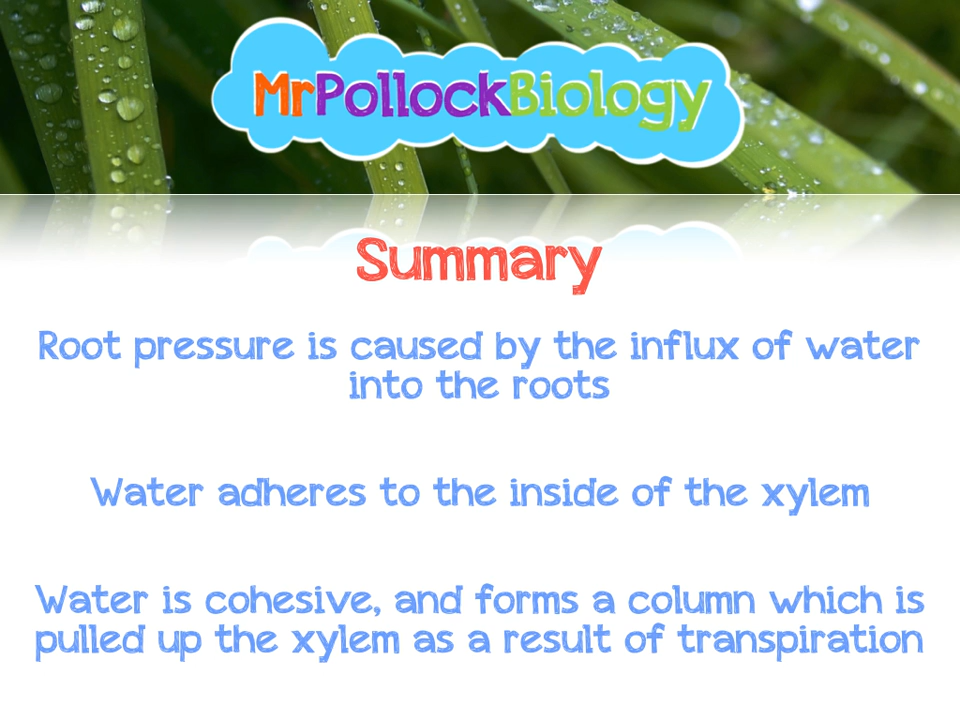 MrPollockBiology
Summary
Root pressure is caused by the influx of water
into the roots
Water adheres to the inside of the xylem
Water is cohesive, and forms a column which is
pulled up the xylem as a result of transpiration